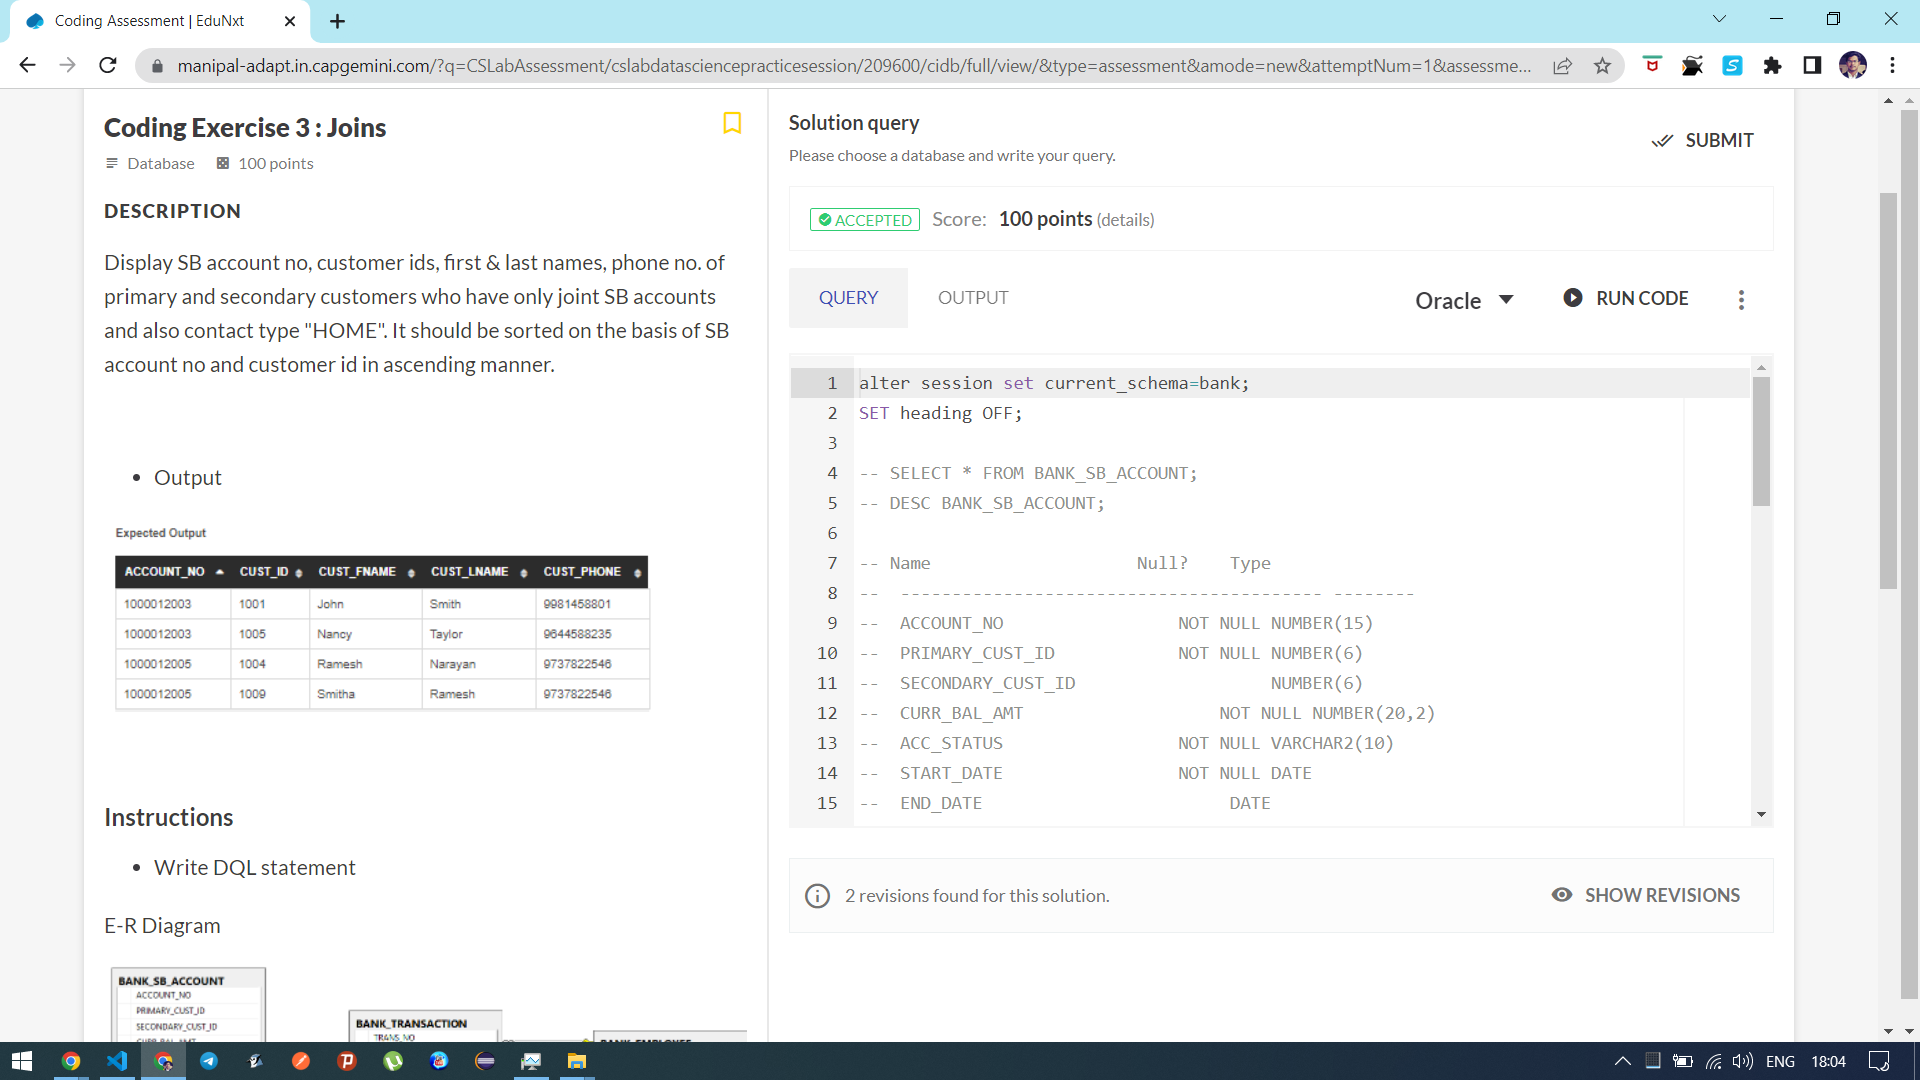 Coding Assessment | EduNxt
manipal-adapt.in.capgemini.com/?q=CSLabAssessment/cslabdatasciencepracticesession/209600/cidb/full/view/&type=assessment&amode=new&attemptNum=1&assessme...
Coding Exercise 3 : Joins
Database 100 points
DESCRIPTION
Display SB account no, customer ids, first & last names, phone no. of
primary and secondary customers who have only joint SB accounts
and also contact type "HOME". It should be sorted on the basis of SB
account no and customer id in ascending manner.
Output
Expected Output
ACCOUNT_NO CUST_ID CUST_FNAME CUST_LNAME CUST_PHONE
1000012003 1001 John Smith 9981458801
1000012003 1005 Nancy Taylor 9644588235
1000012005 1004 Ramesh Narayan 9737822546
1000012005 1009 Smitha Ramesh 9737822546
Instructions
Write DQL statement
E-R Diagram
BANK_SB_ACCOUNT
ACCOUNT_NO
PRIMARY_CUST_ID
SECONDARY_CUST_ID
BANK_TRANSACTION
TRANS_NO
Solution query
Please choose a database and write your query.
SUBMIT
ACCEPTED Score: 100 points (details)
QUERY OUTPUT Oracle RUN CODE
1 alter session set current_schema=bank;
2 SET heading OFF;
3
4 -- SELECT * FROM BANK_SB_ACCOUNT;
5 -- DESC BANK_SB_ACCOUNT;
6
7 -- Name Null? Type
8 -- ----------------------------------------- --------
9 -- ACCOUNT_NO NOT NULL NUMBER(15)
10 -- PRIMARY_CUST_ID NOT NULL NUMBER(6)
11 -- SECONDARY_CUST_ID NUMBER(6)
12 -- CURR_BAL_AMT NOT NULL NUMBER(20,2)
13 -- ACC_STATUS NOT NULL VARCHAR2(10)
14 -- START_DATE NOT NULL DATE
15 -- END_DATE DATE
2 revisions found for this solution. SHOW REVISIONS
ENG 18:04